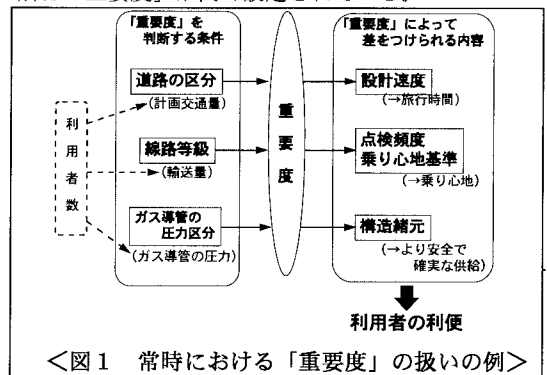 「重要度」を
判断する条件
「重要度」によって
差をつけられる内容
利用者数
道路の区分
(計画交通量)
線路等級
(輸送量)
ガス導管の
圧力区分
(ガス導管の圧力)
重要度
設計速度
(→旅行時間)
点検頻度
乗り心地基準
(→乗り心地)
構造緒元
(→より安全で
確実な供給)
利用者の利便
<図1 常時における「重要度」の扱いの例>